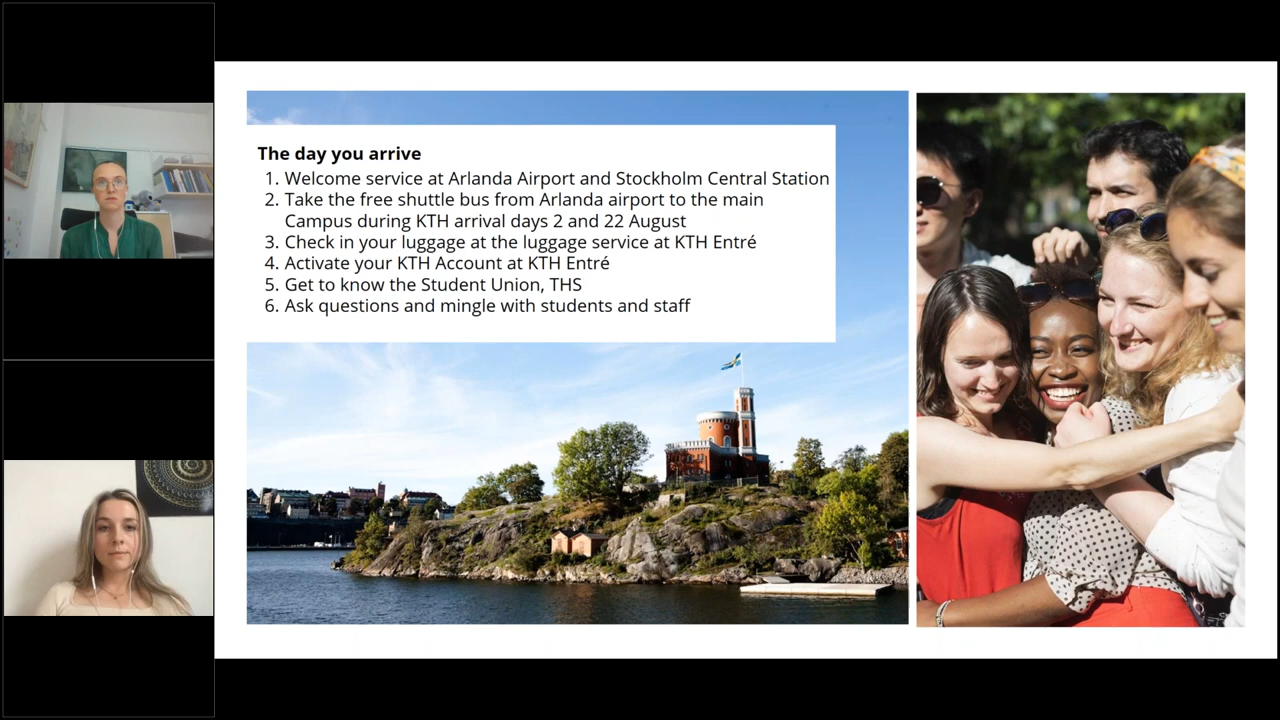 The day you arrive
1. Welcome service at Arlanda Airport and Stockholm Central Station
2. Take the free shuttle bus from Arlanda airport to the main
Campus during KTH arrival days 2 and 22 August
3. Check in your luggage at the luggage service at KTH Entré
4. Activate your KTH Account at KTH Entré
5. Get to know the Student Union, THS
6. Ask questions and mingle with students and staff